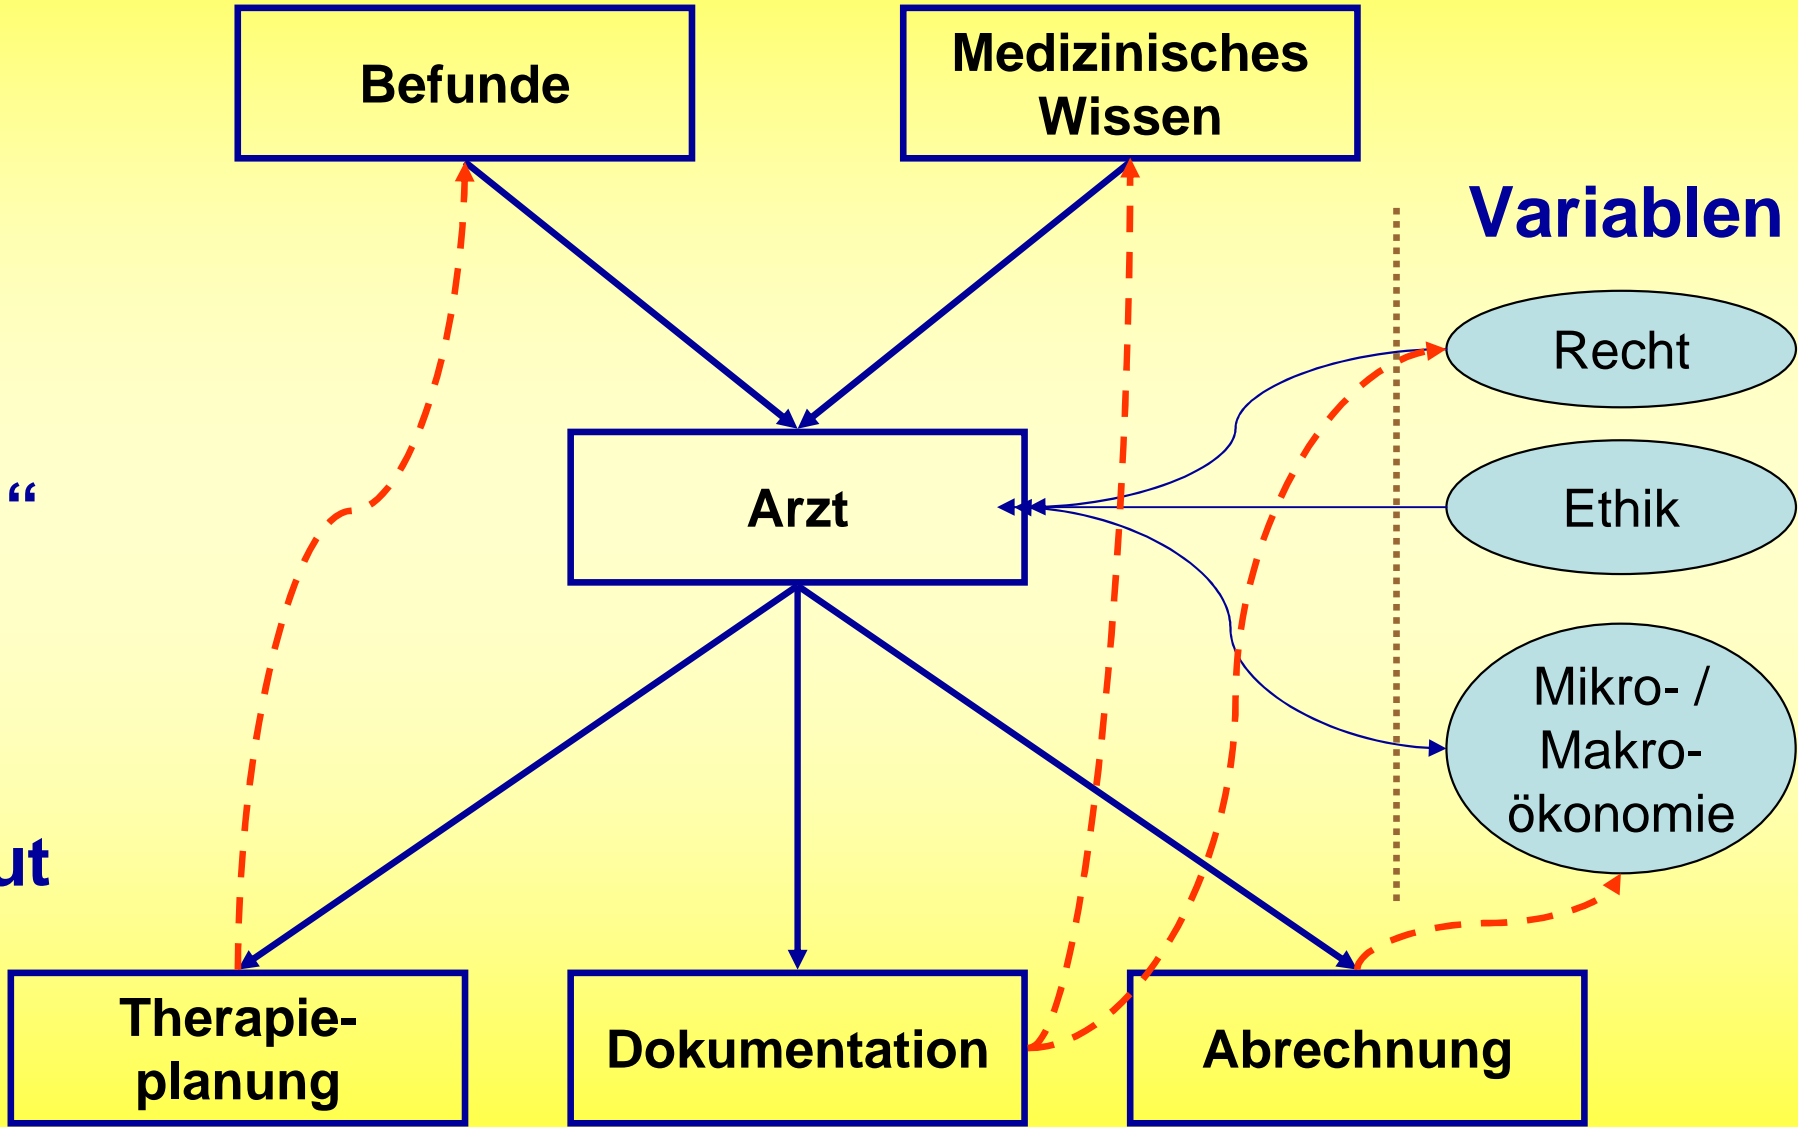 Befunde
Medizinisches
Wissen
Variablen
Recht
“
Arzt
Ethik
Mikro- /
Makro-
ökonomie
ut
Therapie-
planung
Dokumentation
Abrechnung